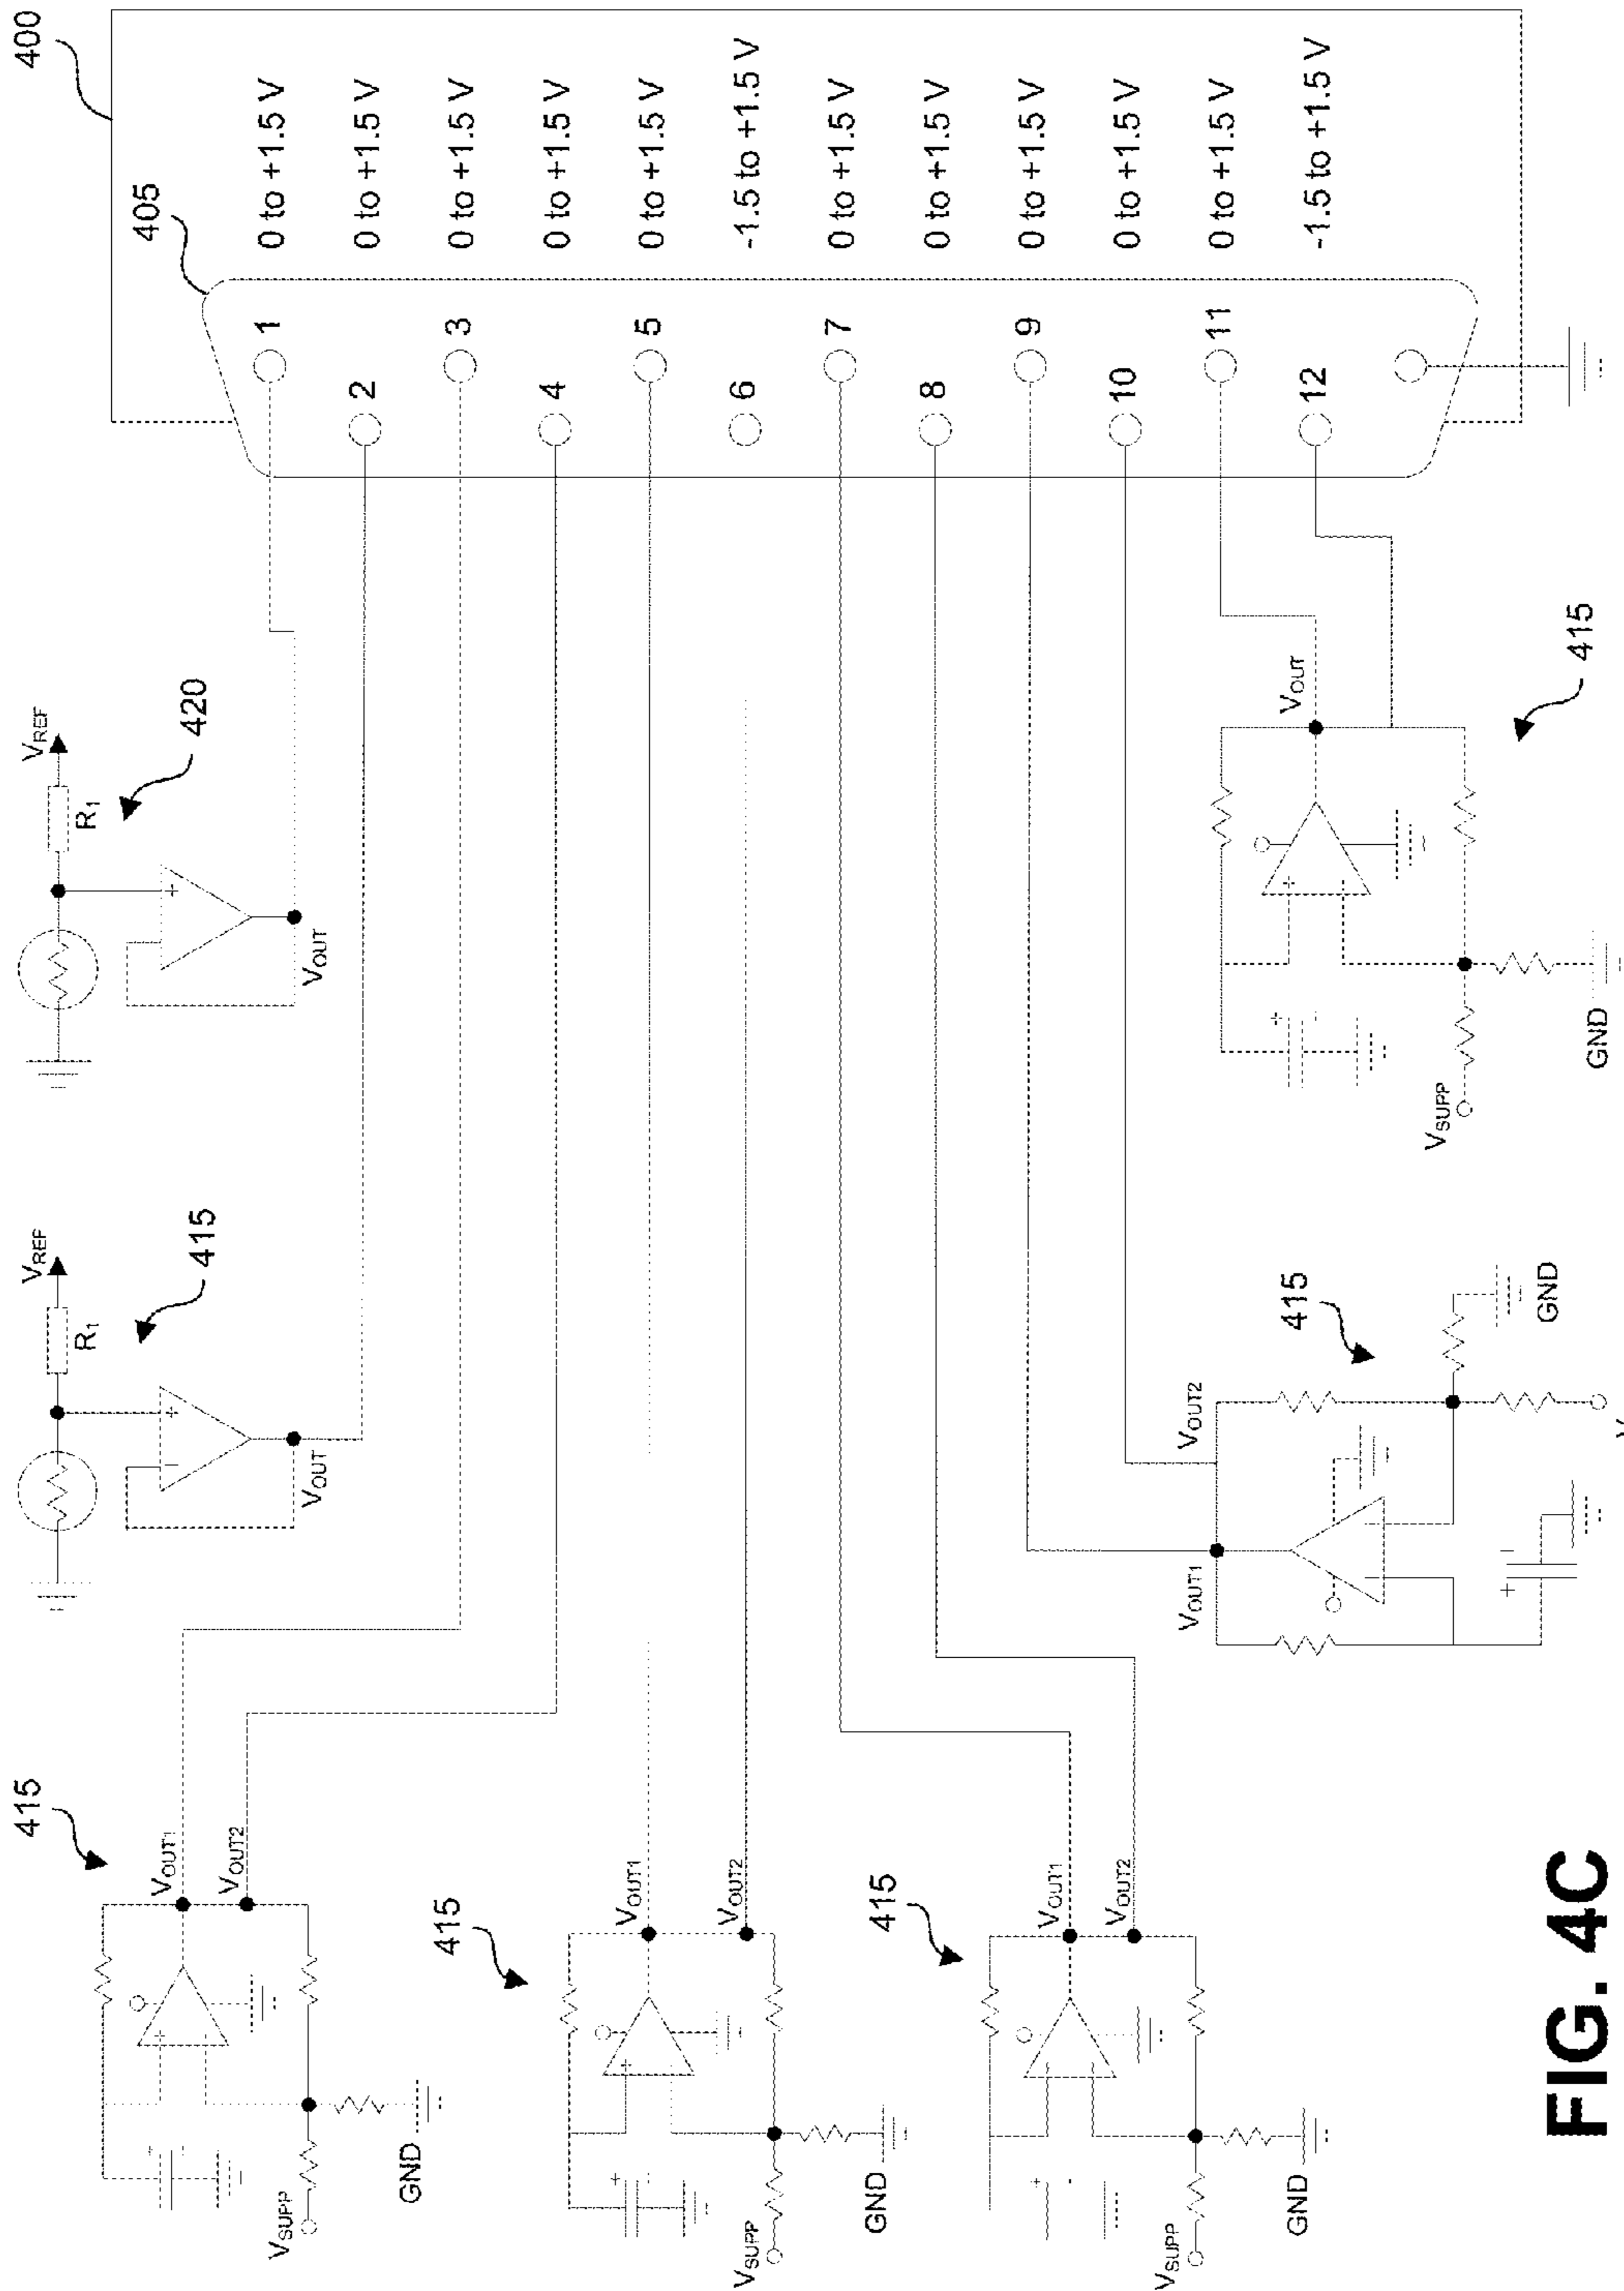 400
405
1 0 to +1.5 V
2 0 to +1.5 V
3 0 to +1.5 V
4 0 to +1.5 V
5 0 to +1.5 V
6 -1.5 to +1.5 V
7 0 to +1.5 V
8 0 to +1.5 V
9 0 to +1.5 V
10 0 to +1.5 V
11 0 to +1.5 V
12 -1.5 to +1.5 V
VREF
R1
420
+
VOUT
VREF
R1
415
+
VOUT
415
VOUT1
VOUT2
VSUPP
GND
415
VOUT1
VOUT2
+
VSUPP
GND
415
VOUT1
VOUT2
+
VSUPP
GND
415
VOUT1
VOUT2
+
GND
415
VOUT
+
+
VSUPP
GND
FIG. 4C